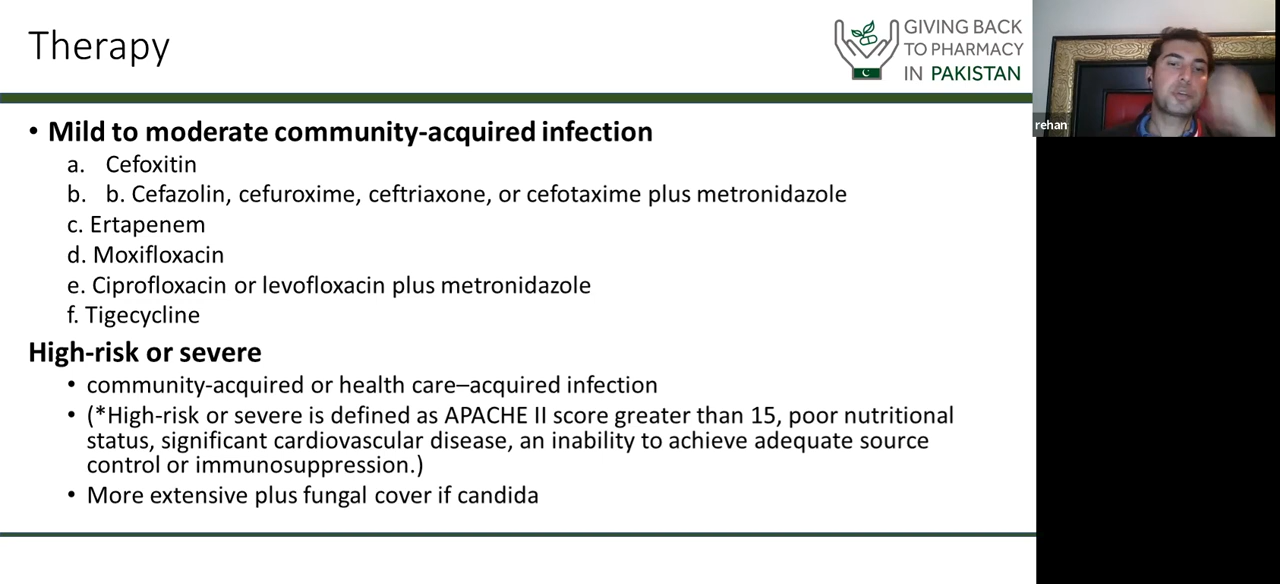 Therapy
GIVING BACK
TO PHARMACY
IN PAKISTAN
rehan
• Mild to moderate community-acquired infection
a. Cefoxitin
b. b. Cefazolin, cefuroxime, ceftriaxone, or cefotaxime plus metronidazole
c. Ertapenem
d. Moxifloxacin
e. Ciprofloxacin or levofloxacin plus metronidazole
f. Tigecycline
High-risk or severe
• community-acquired or health care–acquired infection
• (*High-risk or severe is defined as APACHE II score greater than 15, poor nutritional
status, significant cardiovascular disease, an inability to achieve adequate source
control or immunosuppression.)
• More extensive plus fungal cover if candida